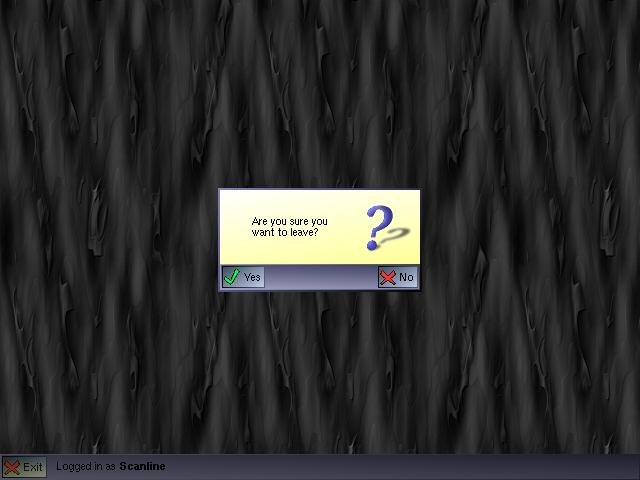 Are you sure you
want to leave?
Yes
No
Exit
Logged in as Scanline